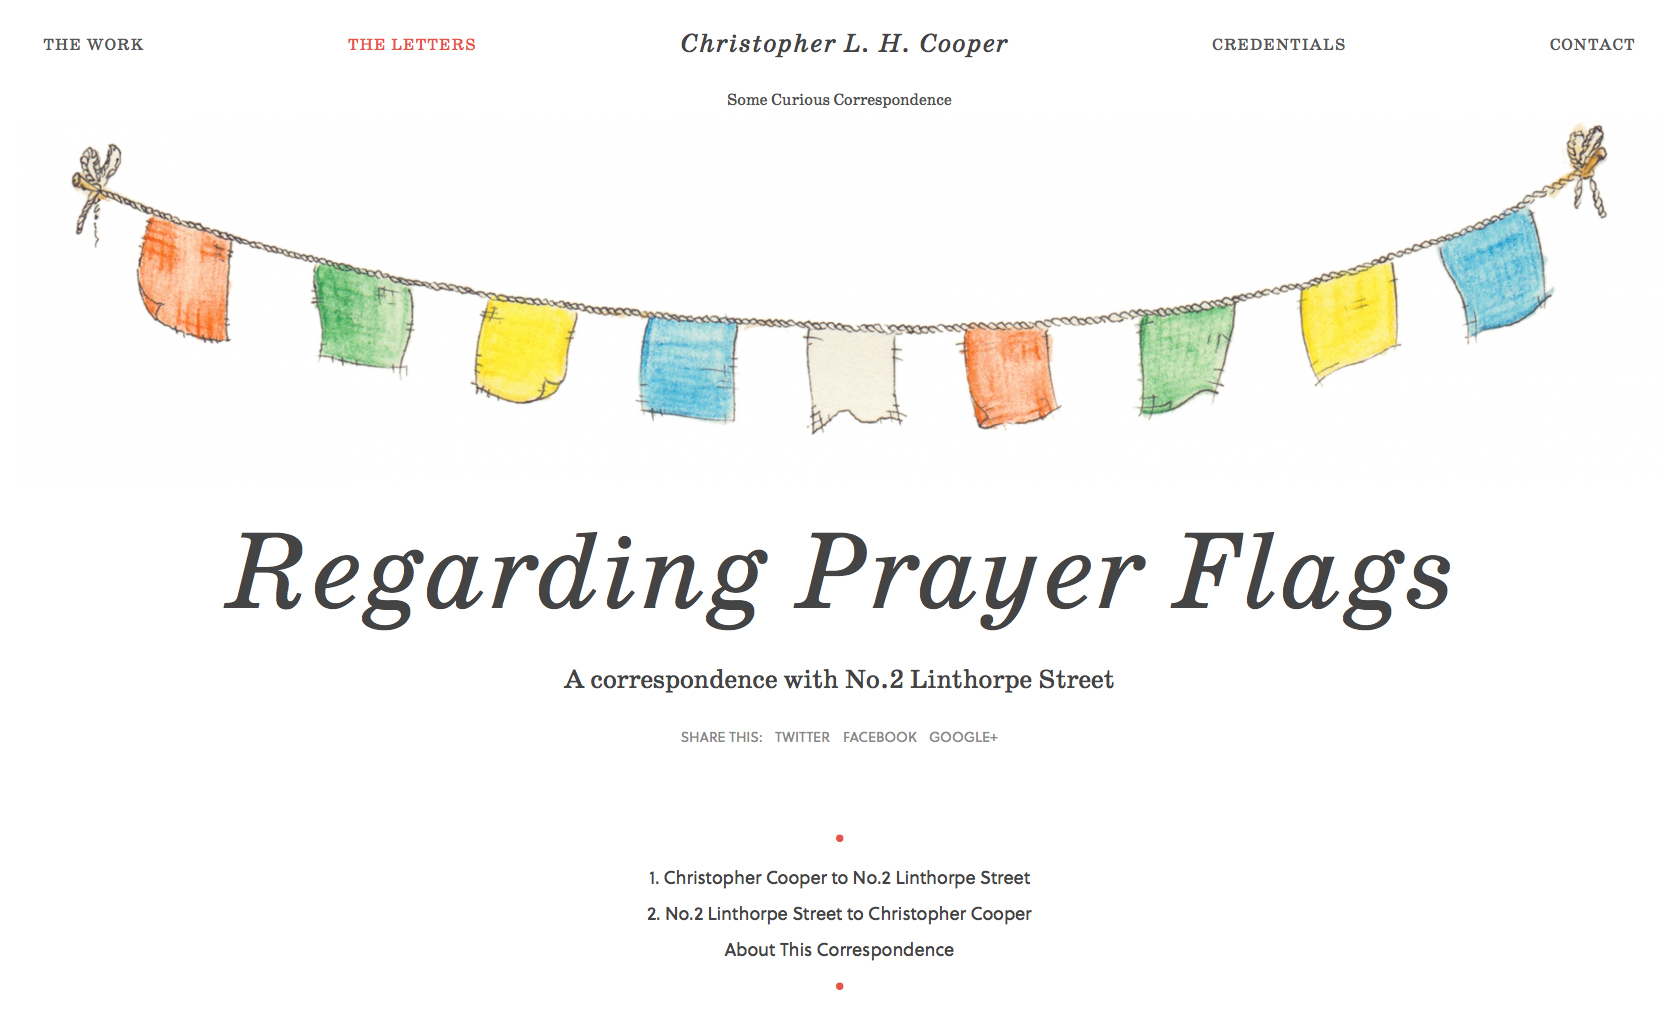 THE WORK THE LETTERS Christopher L. H. Cooper CREDENTIALS CONTACT
Some Curious Correspondence
Regarding Prayer Flags
A correspondence with No.2 Linthorpe Street
SHARE THIS: TWITTER FACEBOOK GOOGLE+
1. Christopher Cooper to No.2 Linthorpe Street
2. No.2 Linthorpe Street to Christopher Cooper
About This Correspondence